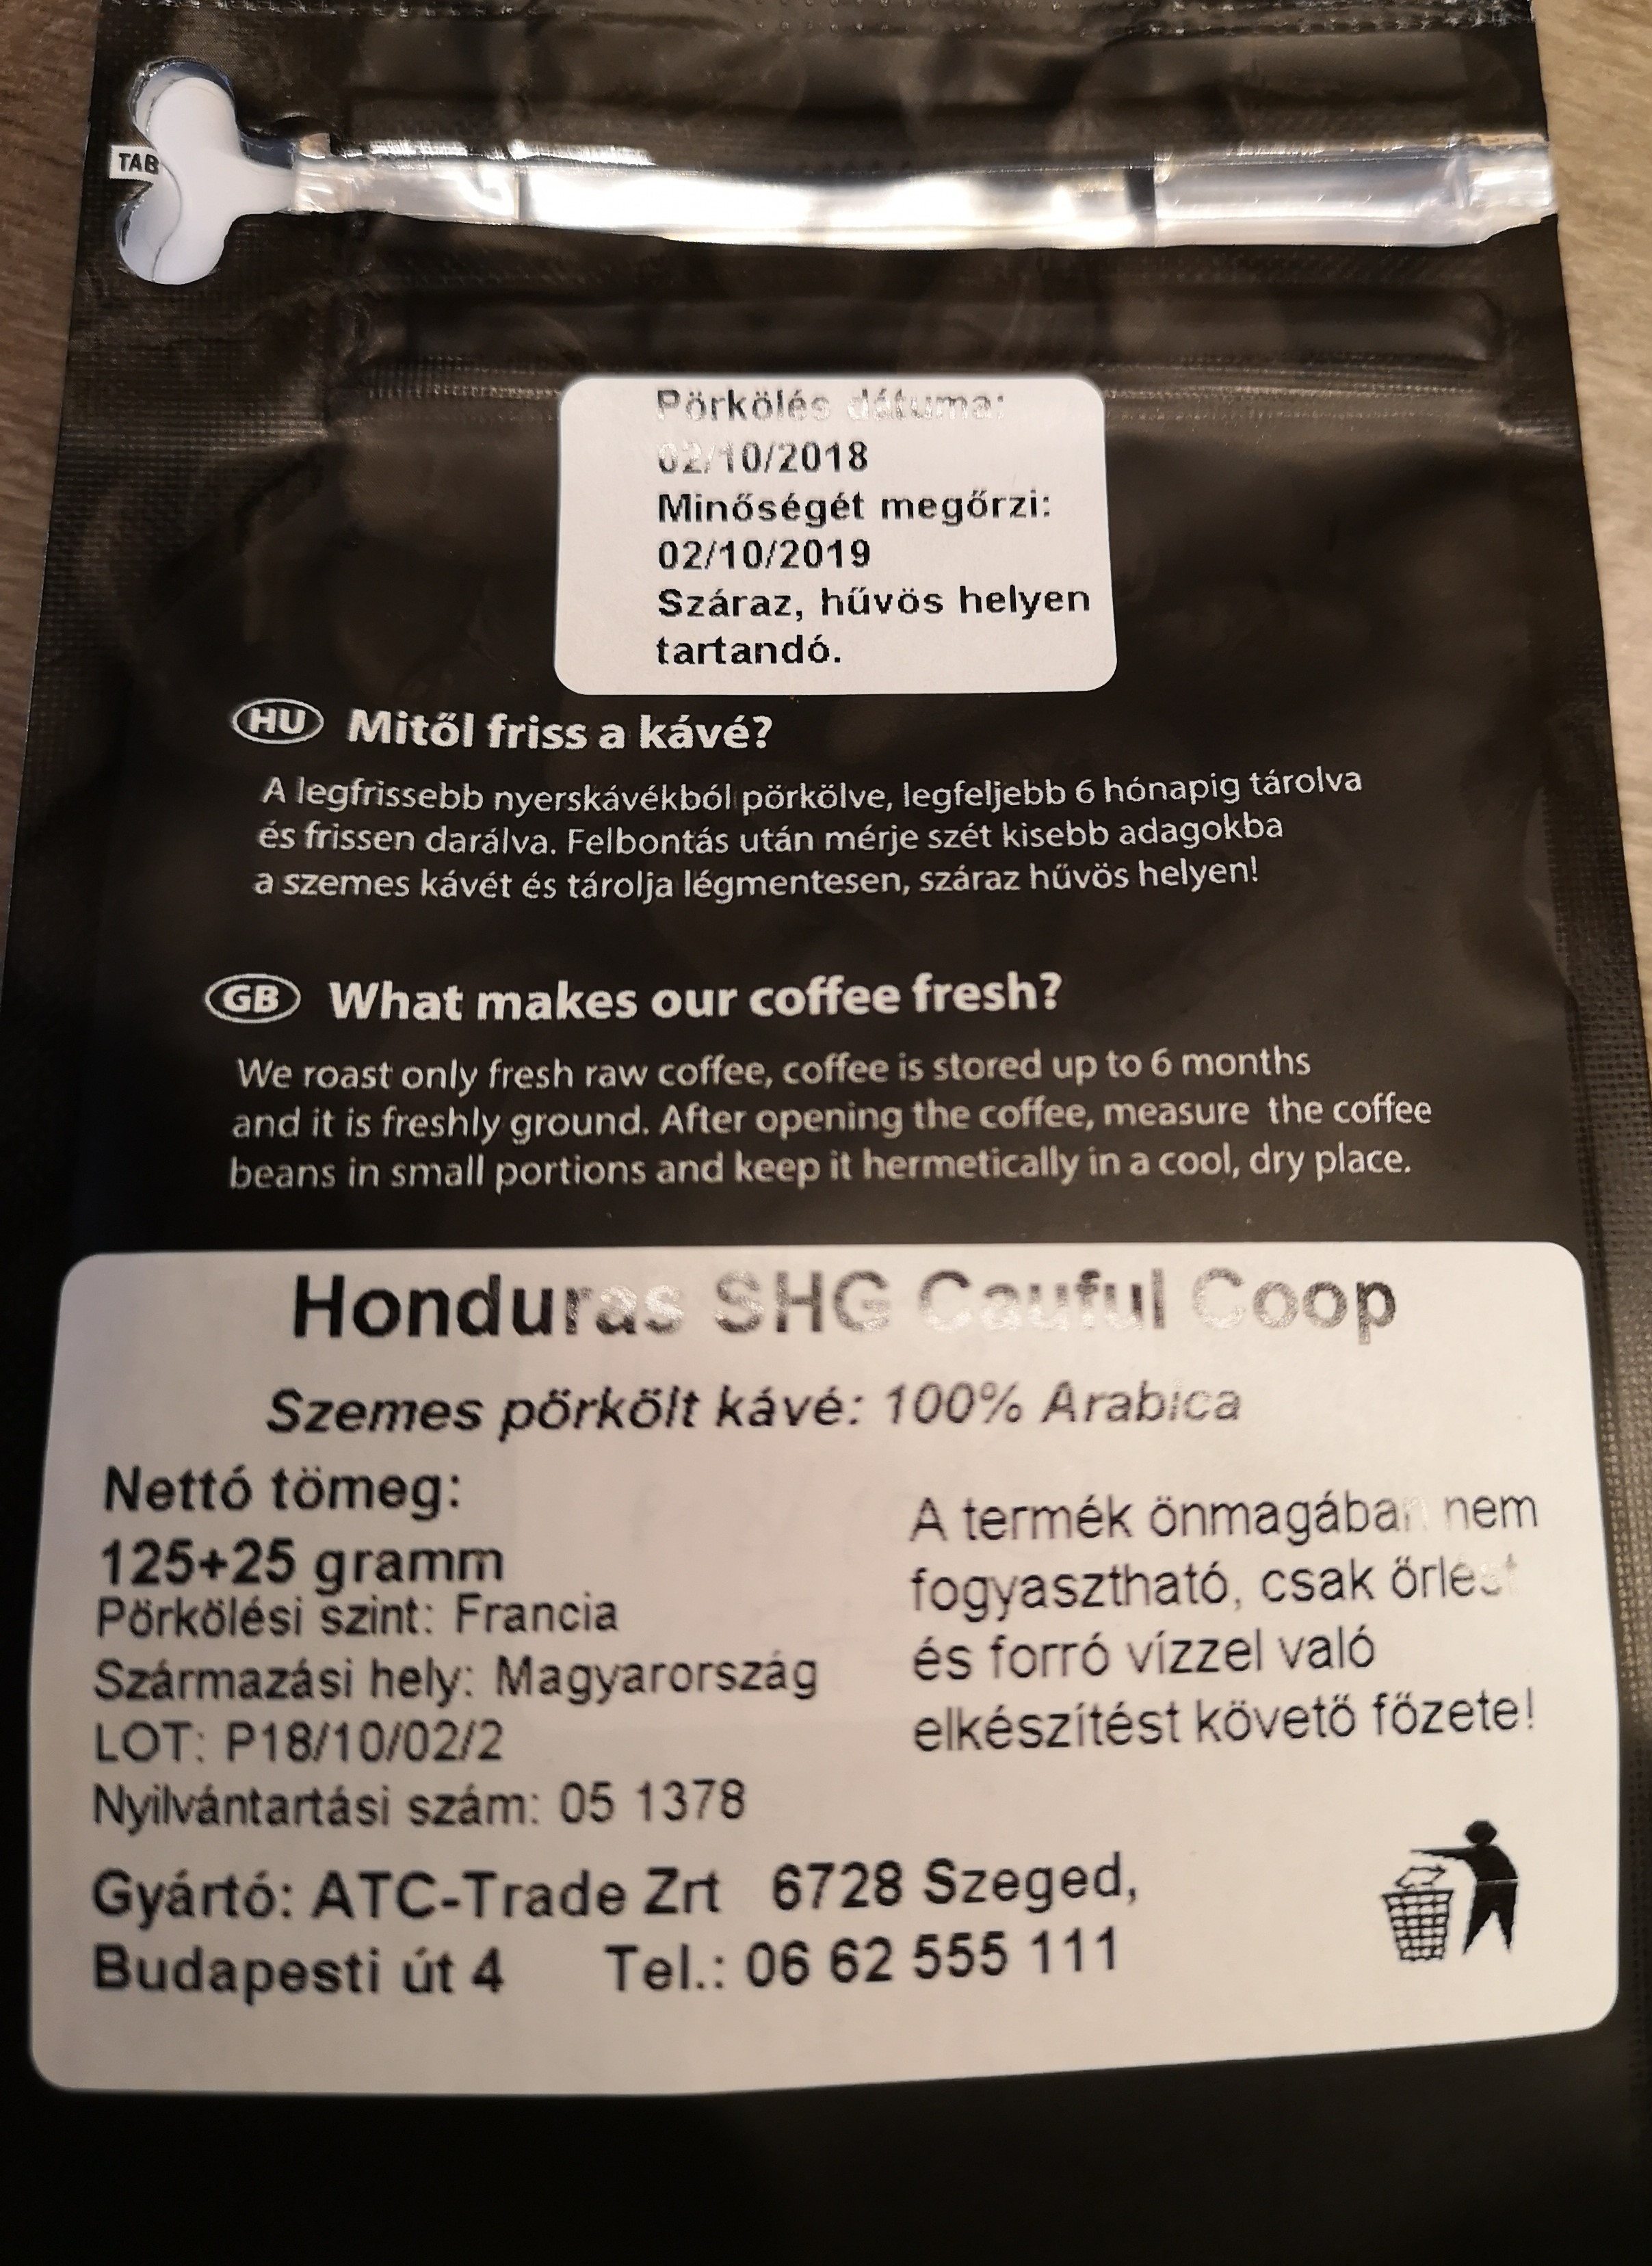 TAB
Pörkölés dátuma:
02/10/2018
Minőségét megőrzi:
02/10/2019
Száraz, hűvös helyen
tartandó.
HU Mitől friss a kávé?
A legfrissebb nyerskávékból pörkölve, legfeljebb 6 hónapig tárolva
és frissen darálva. Felbontás után mérje szét kisebb adagokba
a szemes kávét és tárolja légmentesen, száraz hűvös helyen!
GB What makes our coffee fresh?
We roast only fresh raw coffee, coffee is stored up to 6 months
and it is freshly ground. After opening the coffee, measure the coffee
beans in small portions and keep it hermetically in a cool, dry place.
Honduras SHG Cauful Coop
Szemes pörkölt kávé: 100% Arabica
Nettó tömeg:
125+25 gramm
Pörkölési szint: Francia
Származási hely: Magyarország
LOT: P18/10/02/2
Nyilvántartási szám: 05 1378
A termék önmagában nem
fogyasztható, csak őrlést
és forró vízzel való
elkészítést követő főzete!
Gyártó: ATC-Trade Zrt 6728 Szeged,
Budapesti út 4 Tel.: 06 62 555 111